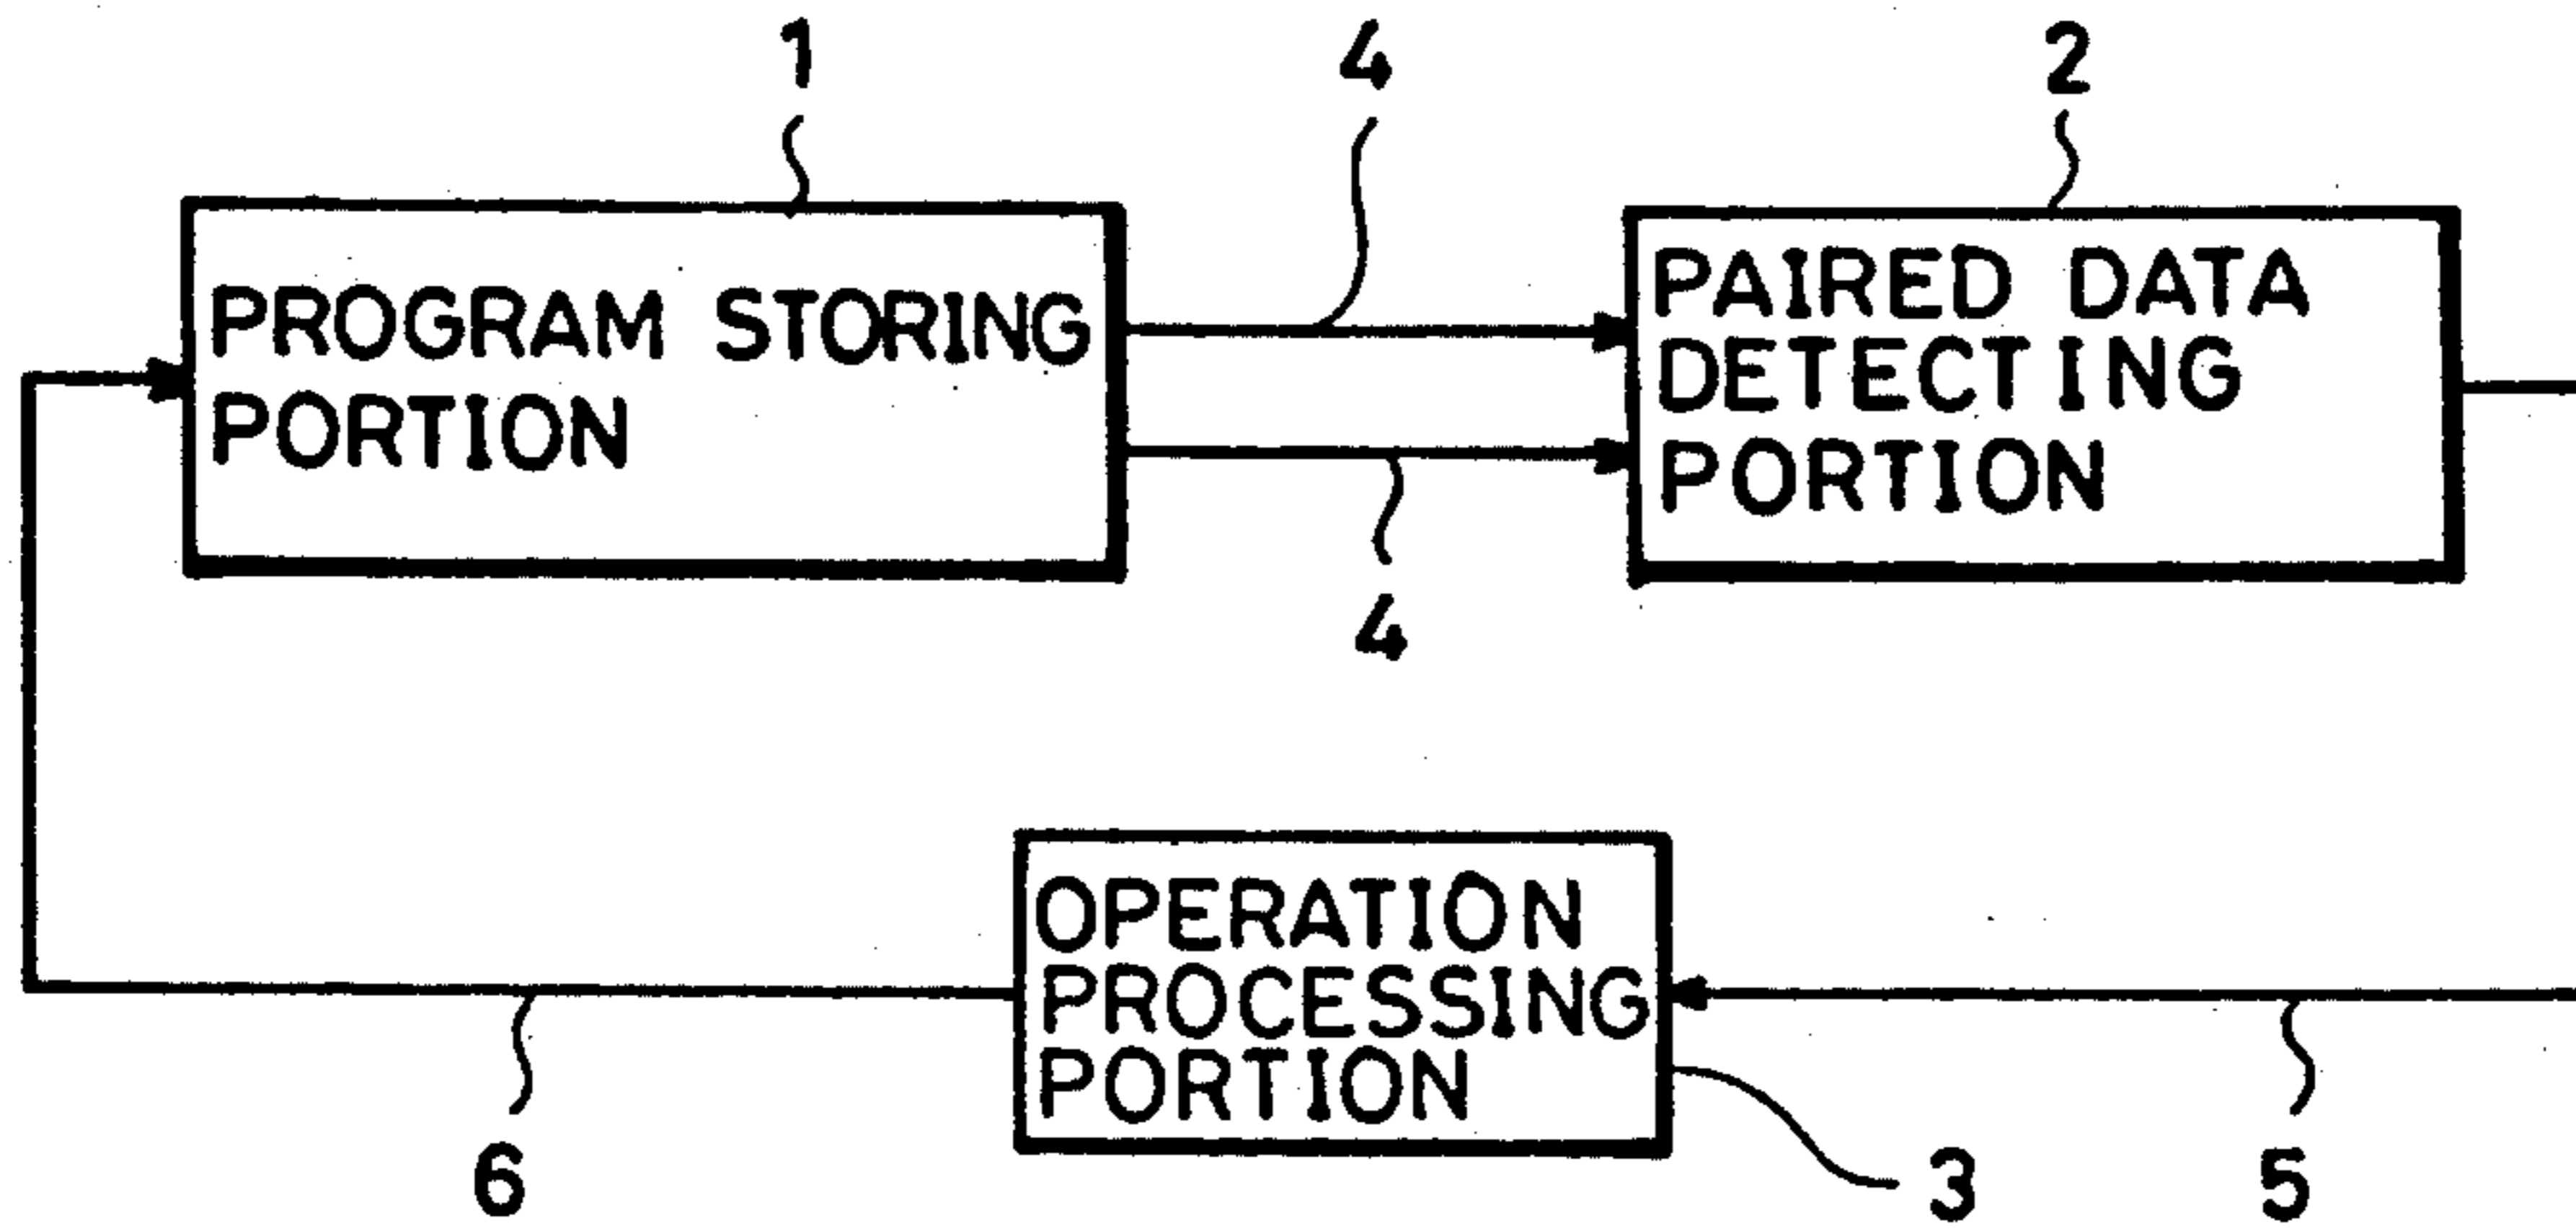 1
4
2
PROGRAM STORING
PORTION
PAIRED DATA
DETECTING
PORTION
4
OPERATION
PROCESSING
PORTION
6
3
5